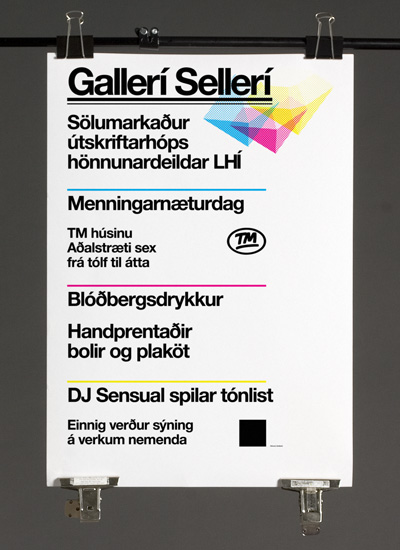 Gallerí Sellerí
Sölumarkaður
útskriftarhóps
hönnunardeildar LHÍ
Menningarnæturdag
TM húsinu
Aðalstræti sex
frá tólf til átta
TM
Blóðbergsdrykkur
Handprentaðir
bolir og plaköt
DJ Sensual spilar tónlist
Einnig verður sýning
á verkum nemenda